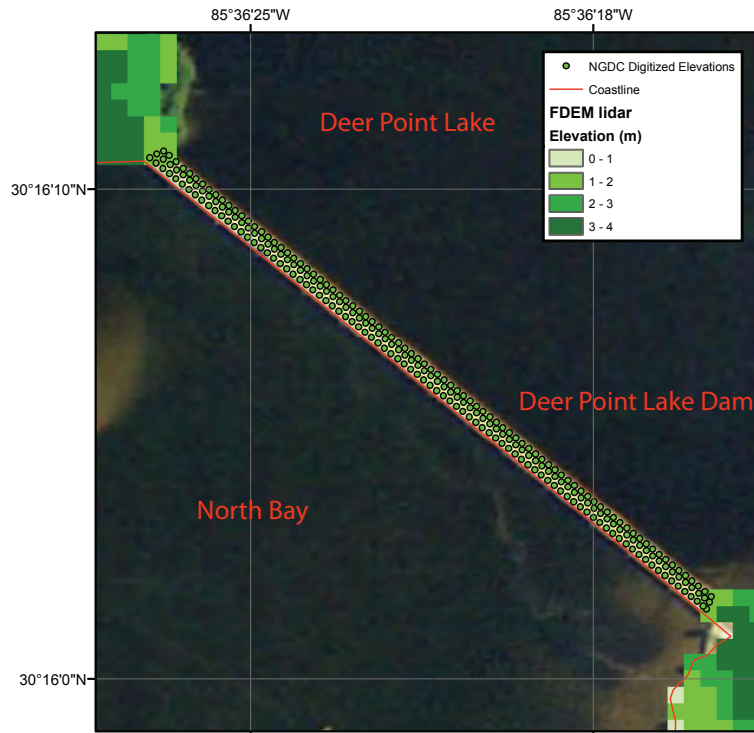 85°36'25"W
85°36'18"W
NGDC Digitized Elevations
Coastline
FDEM lidar
Elevation (m)
0 - 1
1 - 2
2 - 3
3 - 4
Deer Point Lake
30°16'10"N
Deer Point Lake Dam
North Bay
30°16'0"N